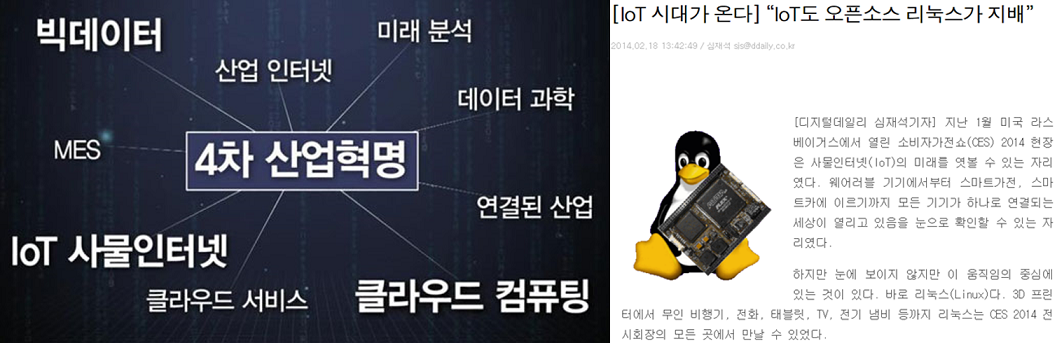 빅데이터
미래 분석
산업 인터넷
데이터 과학
MES
4차 산업혁명
연결된 산업
IoT 사물인터넷
클라우드 서비스
클라우드 컴퓨팅
[IoT 시대가 온다] “IoT도 오픈소스 리눅스가 지배”
2014.02.18 13:42:49 / 심재석 sis@ddaily.co.kr
[디지털데일리 심재석기자] 지난 1월 미국 라스
베이거스에서 열린 소비자가전쇼(CES) 2014 현장
은 사물인터넷(IoT)의 미래를 엿볼 수 있는 자리
였다. 웨어러블 기기에서부터 스마트가전, 스마
트카에 이르기까지 모든 기기가 하나로 연결되는
세상이 열리고 있음을 눈으로 확인할 수 있는 자
리였다.
하지만 눈에 보이지 않지만 이 움직임의 중심에
있는 것이 있다. 바로 리눅스(Linux)다. 3D 프린
터에서 무인 비행기, 전화, 태블릿, TV, 전기 냄비 등까지 리눅스는 CES 2014 전
시회장의 모든 곳에서 만날 수 있었다.